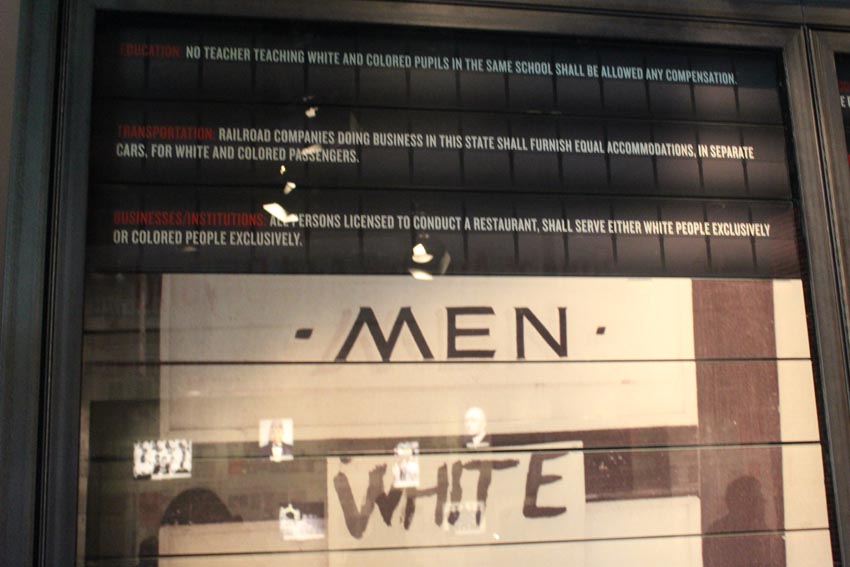 EDUCATION: NO TEACHER TEACHING WHITE AND COLORED PUPILS IN THE SAME SCHOOL SHALL BE ALLOWED ANY COMPENSATION.
TRANSPORTATION: RAILROAD COMPANIES DOING BUSINESS IN THIS STATE SHALL FURNISH EQUAL ACCOMMODATIONS, IN SEPARATE
CARS, FOR WHITE AND COLORED PASSENGERS.
BUSINESSES/INSTITUTIONS: ALL PERSONS LICENSED TO CONDUCT A RESTAURANT, SHALL SERVE EITHER WHITE PEOPLE EXCLUSIVELY
OR COLORED PEOPLE EXCLUSIVELY.
· MEN ·
WHITE